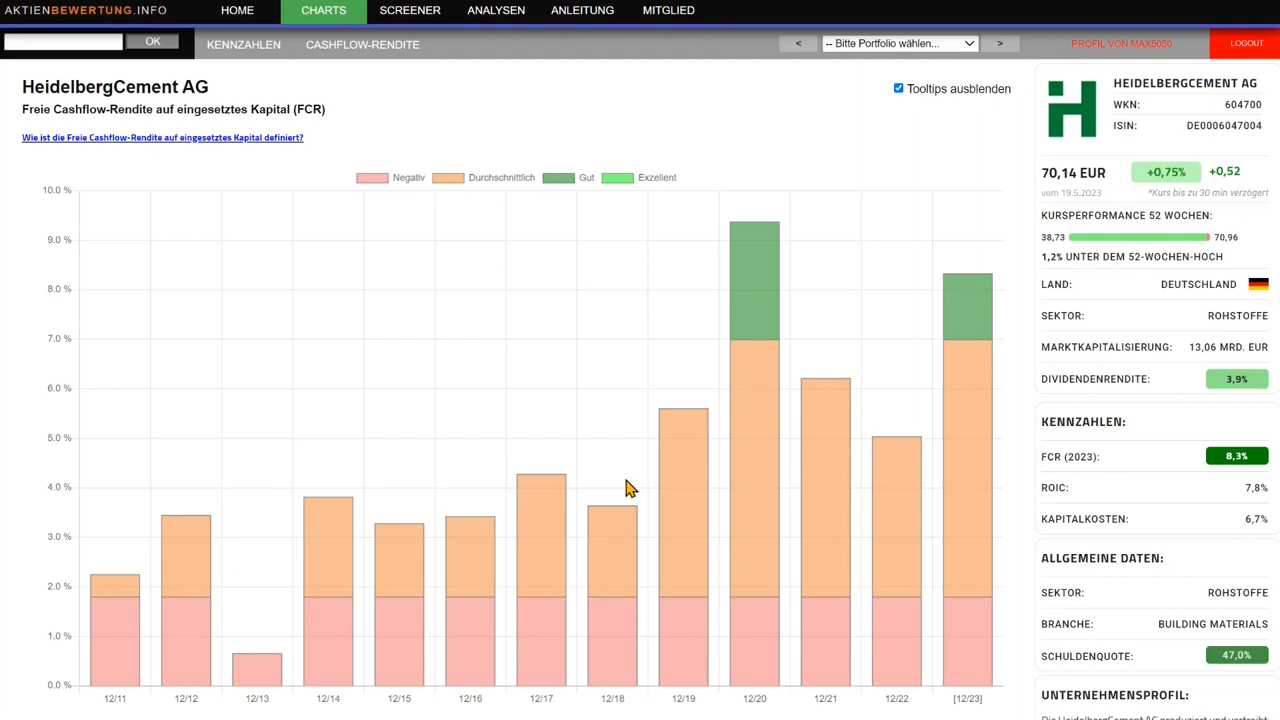 AKTIENBEWERTUNG.INFO HOME CHARTS SCREENER ANALYSEN ANLEITUNG MITGLIED
OK KENNZAHLEN CASHFLOW-RENDITE < -- Bitte Portfolio wählen... > PROFIL VON MAX5050 LOGOUT
HeidelbergCement AG
Freie Cashflow-Rendite auf eingesetztes Kapital (FCR)
Tooltips ausblenden
Wie ist die Freie Cashflow-Rendite auf eingesetztes Kapital definiert?
Negativ Durchschnittlich Gut Exzellent
10.0 %
9.0 %
8.0 %
7.0 %
6.0 %
5.0 %
4.0 %
3.0 %
2.0 %
1.0 %
0.0 %
12/11 12/12 12/13 12/14 12/15 12/16 12/17 12/18 12/19 12/20 12/21 12/22 [12/23]
HEIDELBERGCEMENT AG
WKN: 604700
ISIN: DE0006047004
70,14 EUR +0,75% +0,52
vom 19.5.2023 *Kurs bis zu 30 min verzögert
KURSPERFORMANCE 52 WOCHEN:
38,73 70,96
1,2% UNTER DEM 52-WOCHEN-HOCH
LAND: DEUTSCHLAND
SEKTOR: ROHSTOFFE
MARKTKAPITALISIERUNG: 13,06 MRD. EUR
DIVIDENDENRENDITE: 3,9%
KENNZAHLEN:
FCR (2023): 8,3%
ROIC: 7,8%
KAPITALKOSTEN: 6,7%
ALLGEMEINE DATEN:
SEKTOR: ROHSTOFFE
BRANCHE: BUILDING MATERIALS
SCHULDENQUOTE: 47,0%
UNTERNEHMENSPROFIL: